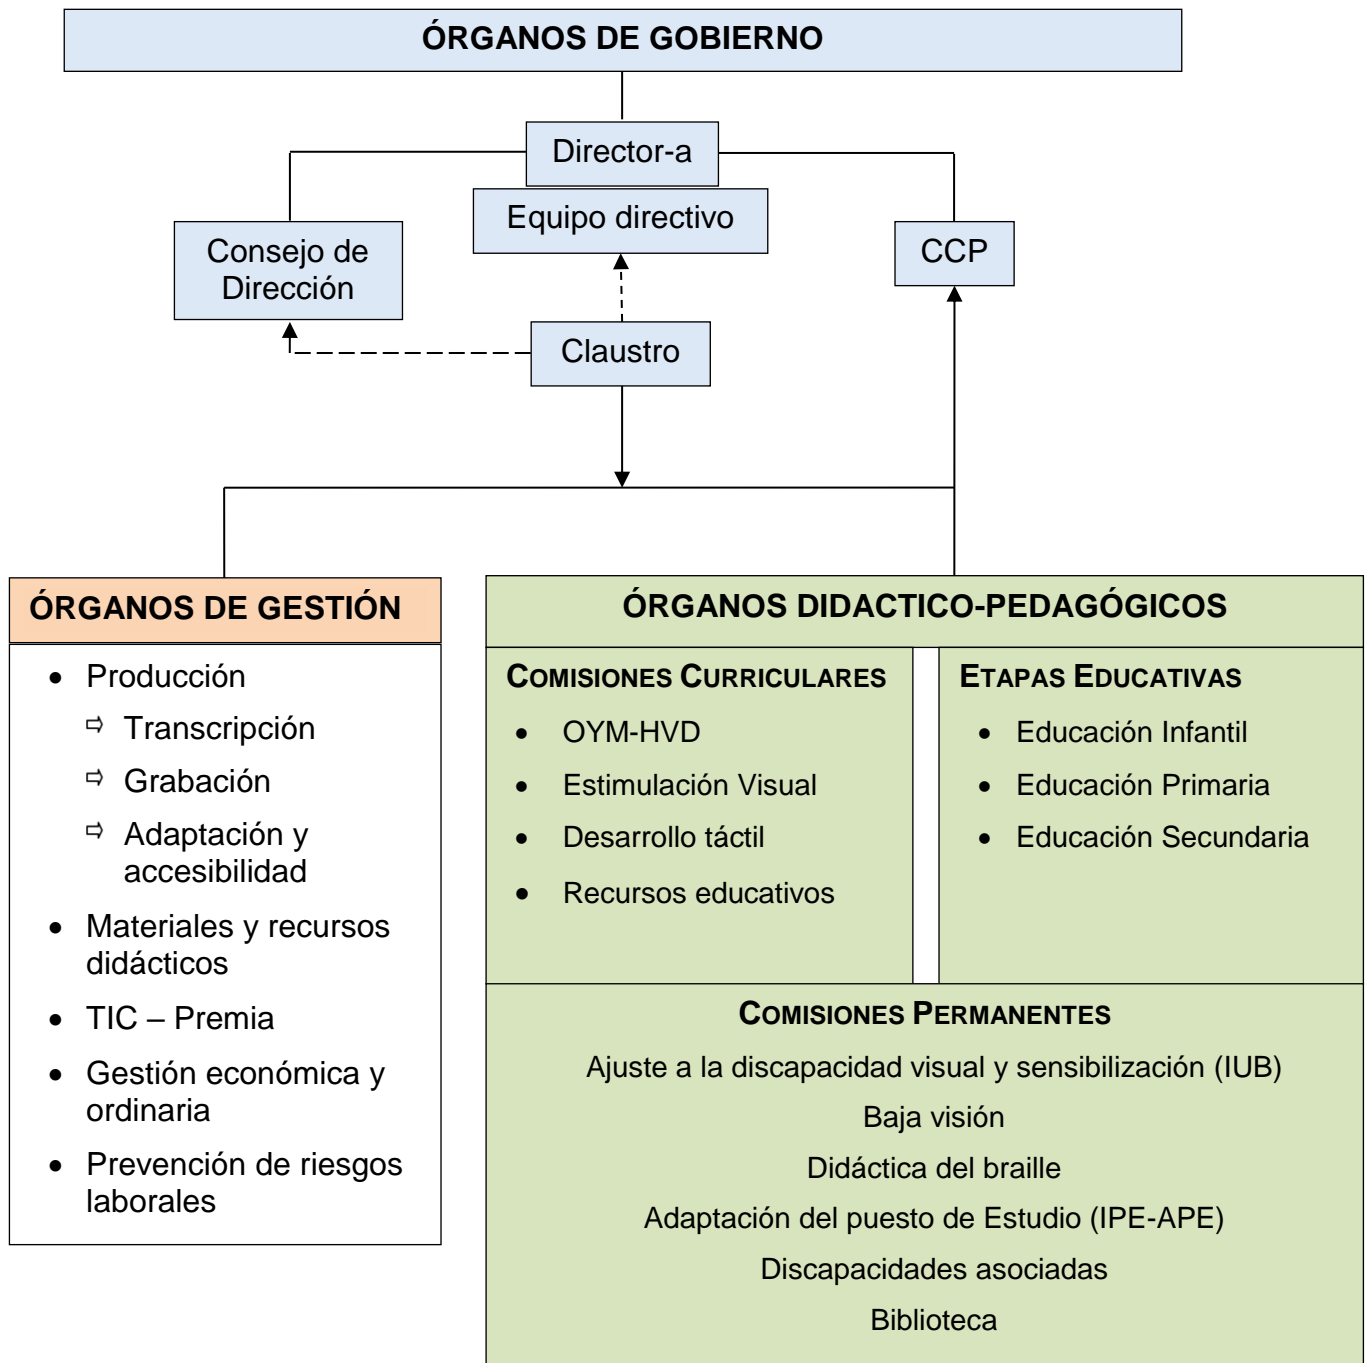 ÓRGANOS DE GOBIERNO
Director-a
Equipo directivo
Consejo de
Dirección
CCP
Claustro
ÓRGANOS DE GESTIÓN
• Producción
⇨ Transcripción
⇨ Grabación
⇨ Adaptación y
accesibilidad
• Materiales y recursos
didácticos
• TIC – Premia
• Gestión económica y
ordinaria
• Prevención de riesgos
laborales
ÓRGANOS DIDACTICO-PEDAGÓGICOS
COMISIONES CURRICULARES
• OYM-HVD
• Estimulación Visual
• Desarrollo táctil
• Recursos educativos
ETAPAS EDUCATIVAS
• Educación Infantil
• Educación Primaria
• Educación Secundaria
COMISIONES PERMANENTES
Ajuste a la discapacidad visual y sensibilización (IUB)
Baja visión
Didáctica del braille
Adaptación del puesto de Estudio (IPE-APE)
Discapacidades asociadas
Biblioteca